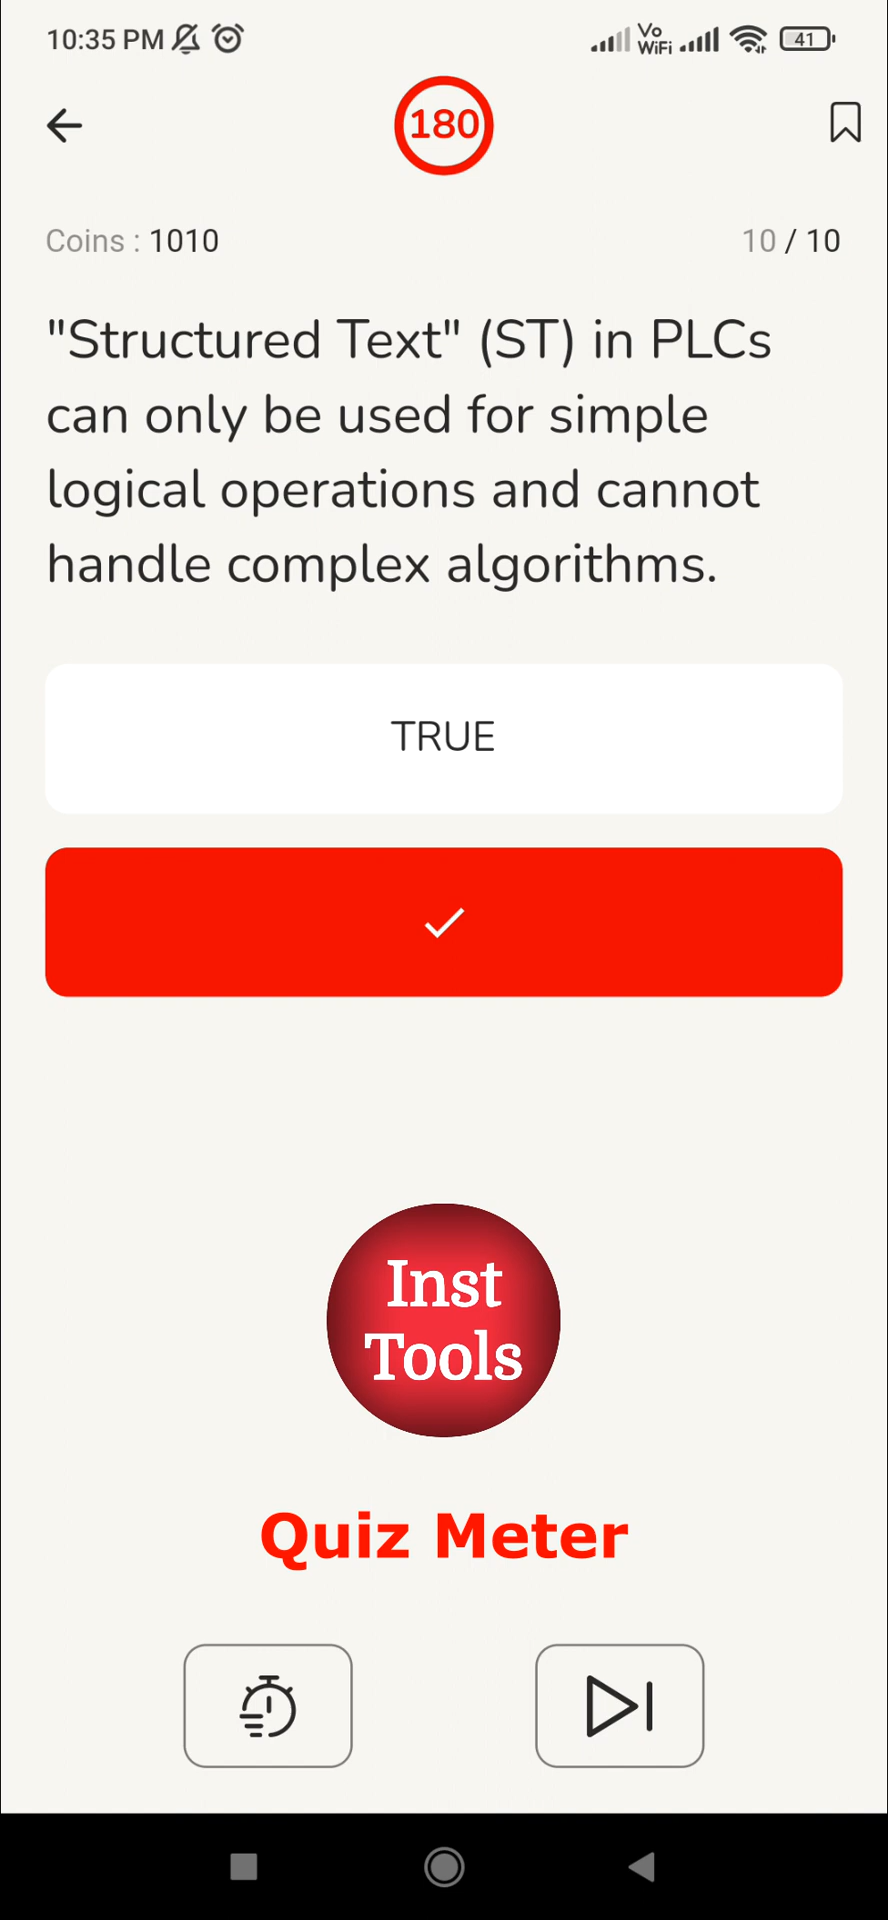 10:35 PM Vo WiFi 41
180
Coins : 1010 10 / 10
"Structured Text" (ST) in PLCs
can only be used for simple
logical operations and cannot
handle complex algorithms.
TRUE
Inst
Tools
Quiz Meter